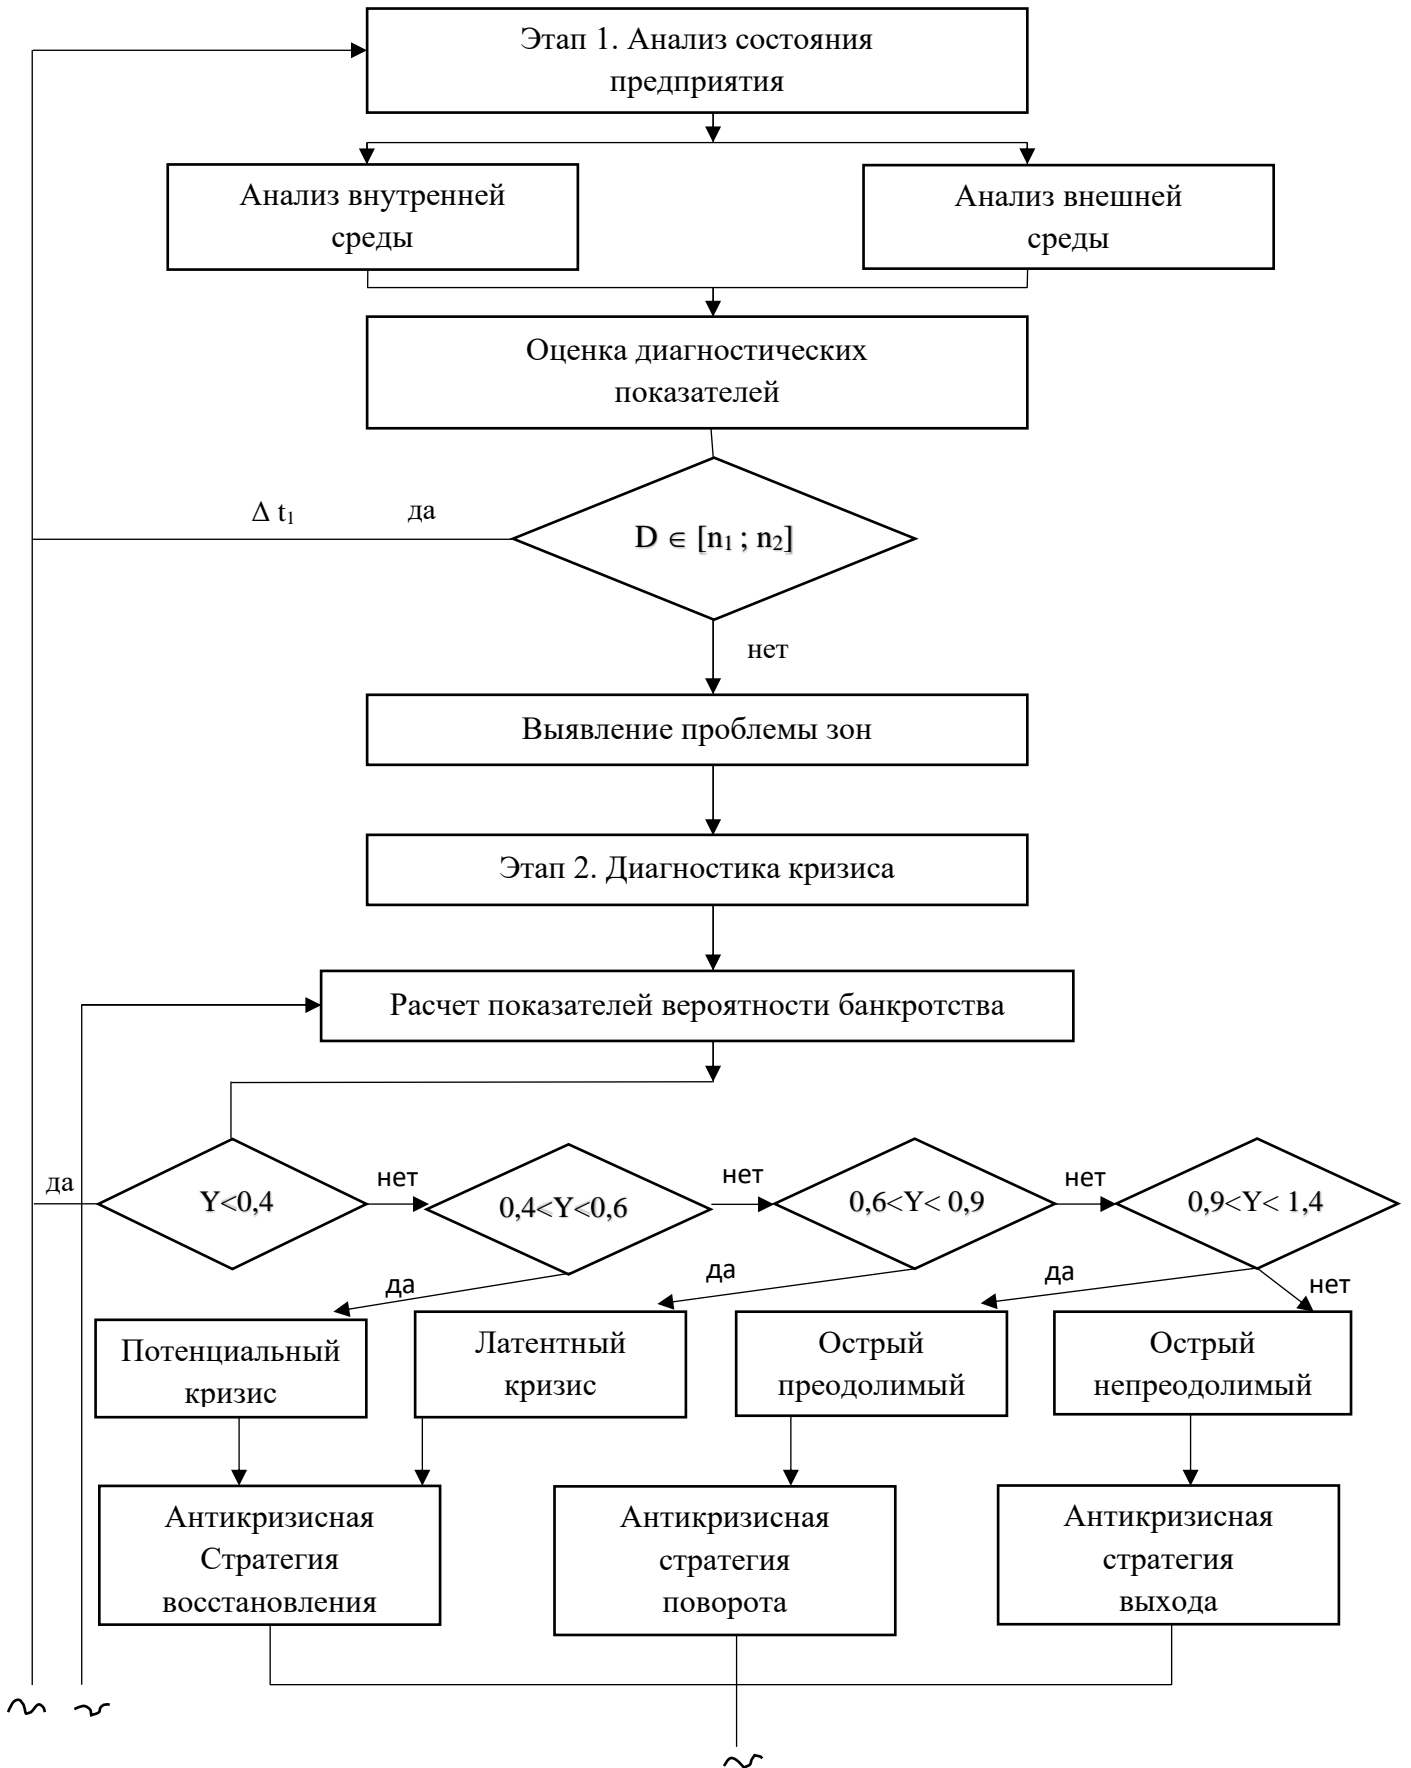 Этап 1. Анализ состояния
предприятия
Анализ внутренней
среды
Анализ внешней
среды
Оценка диагностических
показателей
Δ t₁
да
D ∈ [n₁ ; n₂]
нет
Выявление проблемы зон
Этап 2. Диагностика кризиса
Расчет показателей вероятности банкротства
да
Y<0,4
нет
0,4<Y<0,6
нет
0,6<Y< 0,9
нет
0,9<Y< 1,4
да
да
да
нет
Потенциальный
кризис
Латентный
кризис
Острый
преодолимый
Острый
непреодолимый
Антикризисная
Стратегия
восстановления
Антикризисная
стратегия
поворота
Антикризисная
стратегия
выхода